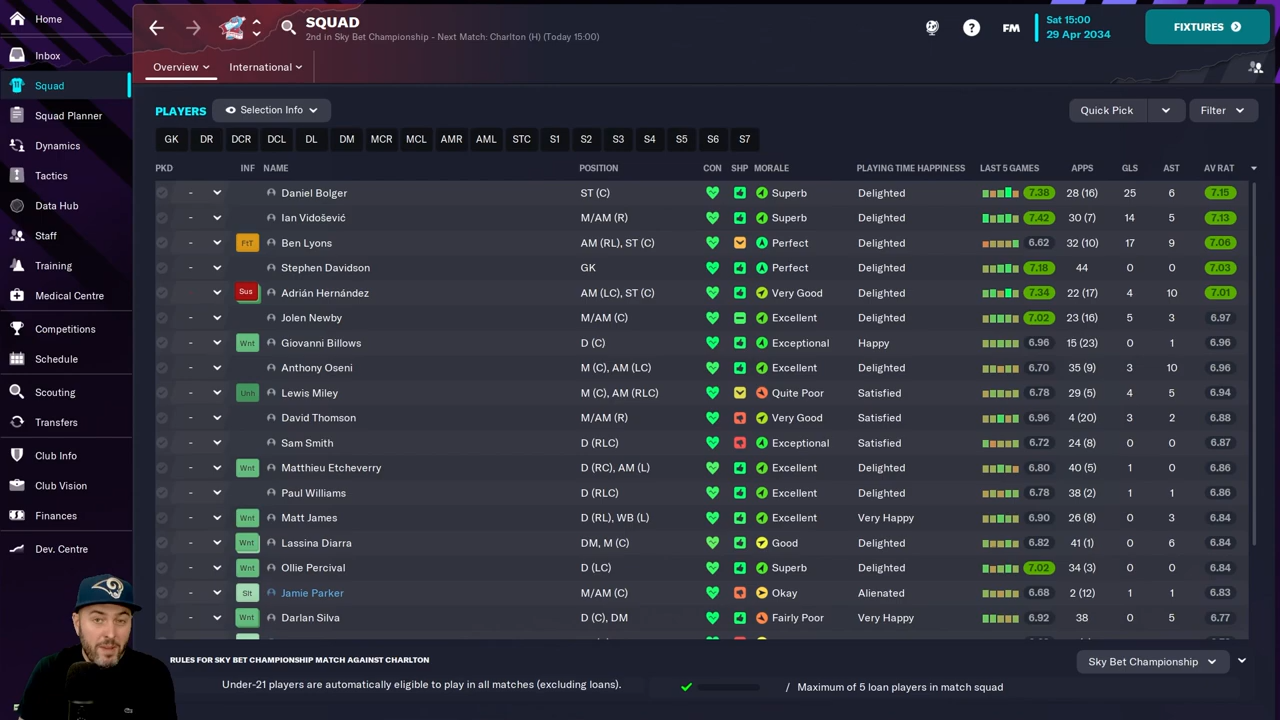 Home
Inbox
Squad
Squad Planner
Dynamics
Tactics
Data Hub
Staff
Training
Medical Centre
Competitions
Schedule
Scouting
Transfers
Club Info
Club Vision
Finances
Dev. Centre
SQUAD
2nd in Sky Bet Championship - Next Match: Charlton (H) (Today 15:00)
? FM Sat 15:00
29 Apr 2034
FIXTURES
Overview International
PLAYERS Selection Info Quick Pick Filter
GK DR DCR DCL DL DM MCR MCL AMR AML STC S1 S2 S3 S4 S5 S6 S7
PKD INF NAME POSITION CON SHP MORALE PLAYING TIME HAPPINESS LAST 5 GAMES APPS GLS AST AV RAT
- Daniel Bolger ST (C) Superb Delighted 7.38 28 (16) 25 6 7.15
- Ian Vidošević M/AM (R) Superb Delighted 7.42 30 (7) 14 5 7.13
- FtT Ben Lyons AM (RL), ST (C) Perfect Delighted 6.62 32 (10) 17 9 7.06
- Stephen Davidson GK Perfect Delighted 7.18 44 0 0 7.03
Sus Adrián Hernández AM (LC), ST (C) Very Good Delighted 7.34 22 (17) 4 10 7.01
- Jolen Newby M/AM (C) Excellent Delighted 7.02 23 (16) 5 3 6.97
- Wnt Giovanni Billows D (C) Exceptional Happy 6.96 15 (23) 0 1 6.96
- Anthony Oseni M (C), AM (LC) Excellent Delighted 6.70 35 (9) 3 10 6.96
- Unh Lewis Miley M (C), AM (RLC) Quite Poor Satisfied 6.78 29 (5) 4 5 6.94
- David Thomson M/AM (R) Very Good Satisfied 6.96 4 (20) 3 2 6.88
- Sam Smith D (RLC) Exceptional Satisfied 6.72 24 (8) 0 0 6.87
- Wnt Matthieu Etcheverry D (RC), AM (L) Excellent Delighted 6.80 40 (5) 1 0 6.86
- Paul Williams D (RLC) Excellent Delighted 6.78 38 (2) 1 1 6.86
- Wnt Matt James D (RL), WB (L) Excellent Very Happy 6.90 26 (8) 0 3 6.84
- Wnt Lassina Diarra DM, M (C) Good Delighted 6.82 41 (1) 0 6 6.84
- Wnt Ollie Percival D (LC) Superb Delighted 7.02 34 (3) 0 0 6.84
- Slt Jamie Parker M/AM (C) Okay Alienated 6.68 2 (12) 1 1 6.83
- Wnt Darlan Silva D (C), DM Fairly Poor Very Happy 6.92 38 0 5 6.77
RULES FOR SKY BET CHAMPIONSHIP MATCH AGAINST CHARLTON Sky Bet Championship
Under-21 players are automatically eligible to play in all matches (excluding loans). / Maximum of 5 loan players in match squad